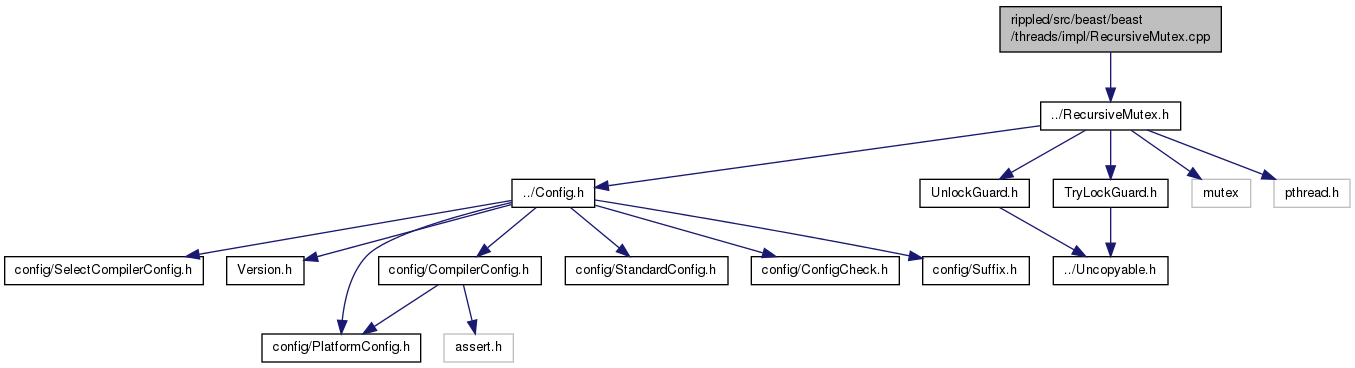 rippled/src/beast/beast
/threads/impl/RecursiveMutex.cpp
../RecursiveMutex.h
../Config.h
UnlockGuard.h
TryLockGuard.h
mutex
pthread.h
config/SelectCompilerConfig.h
Version.h
config/CompilerConfig.h
config/StandardConfig.h
config/ConfigCheck.h
config/Suffix.h
../Uncopyable.h
config/PlatformConfig.h
assert.h